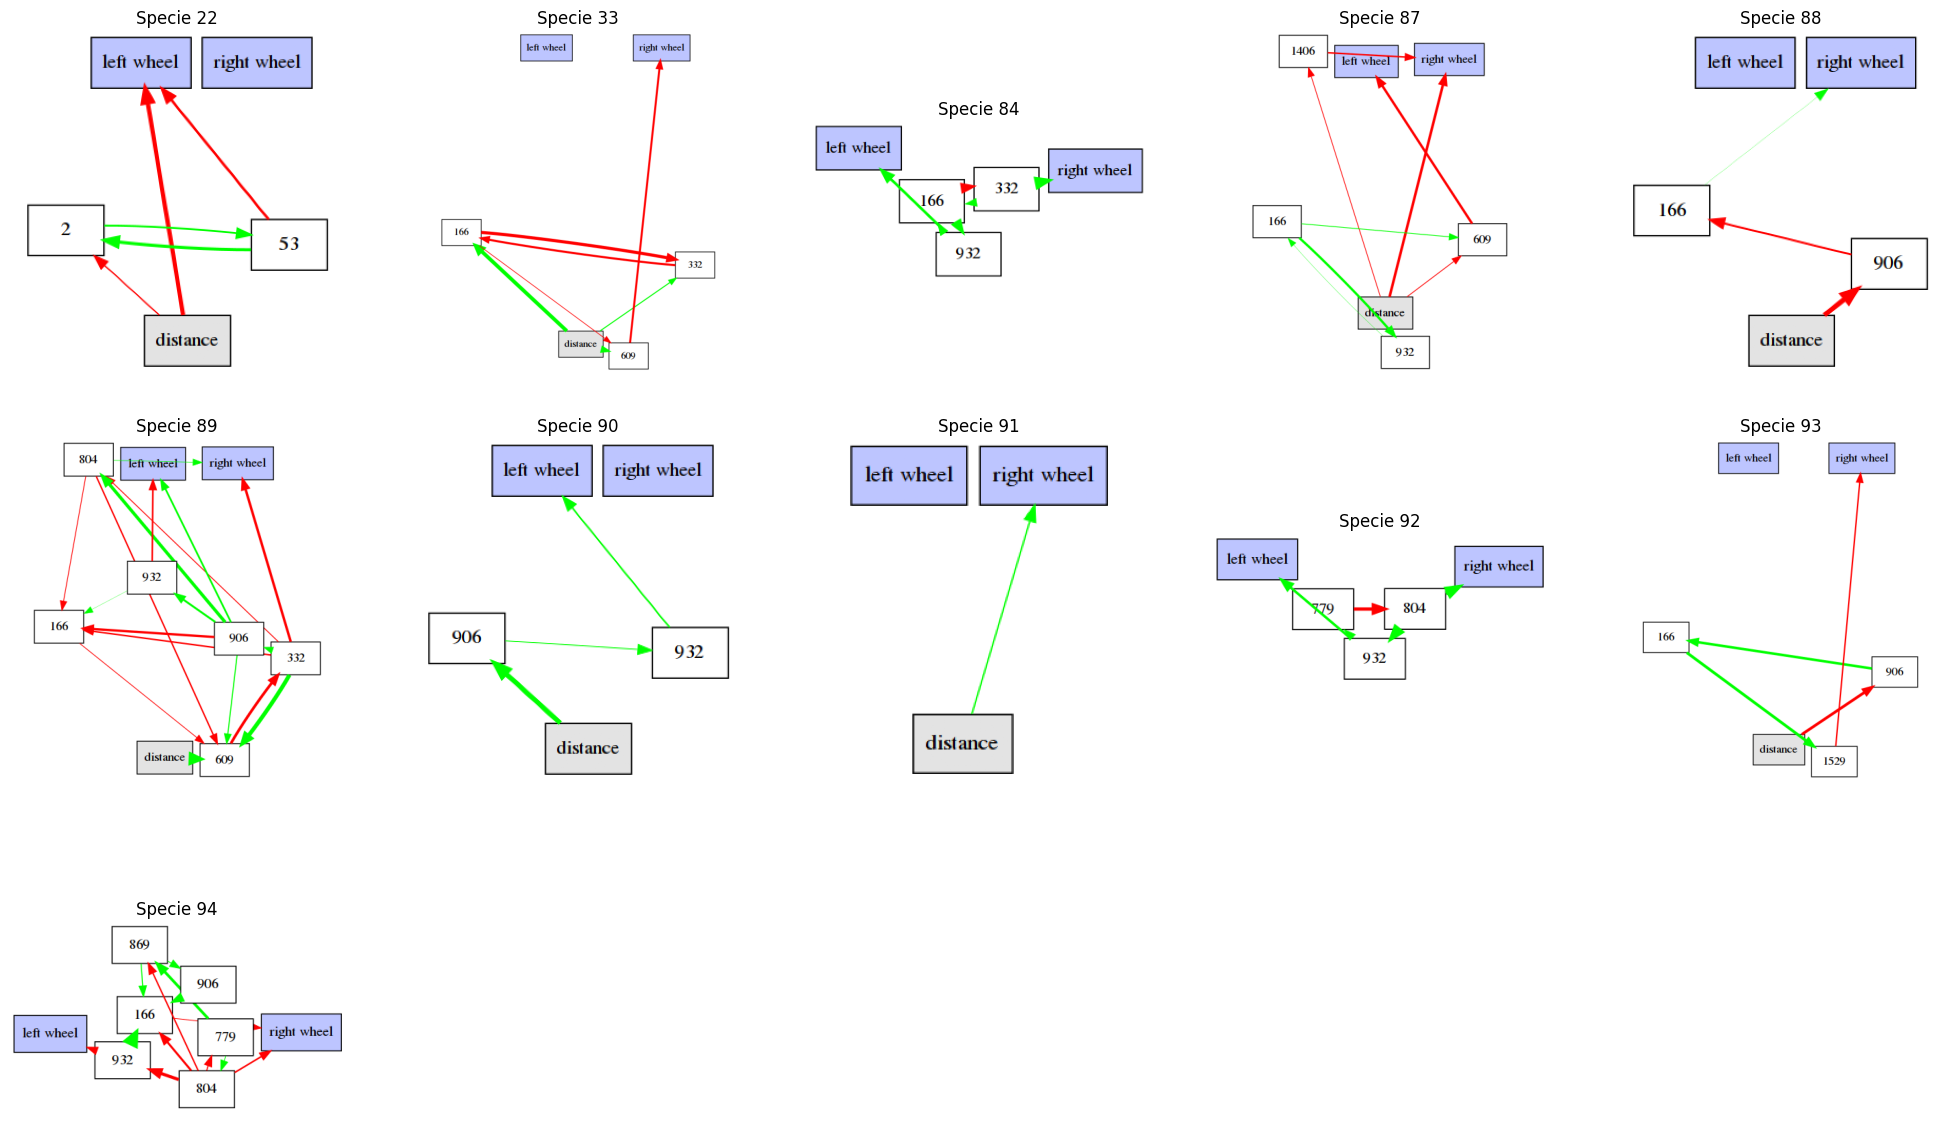 Specie 22
left wheel
right wheel
2
53
distance
Specie 33
left wheel
right wheel
166
332
distance
609
Specie 84
left wheel
right wheel
166
332
932
Specie 87
1406
left wheel
right wheel
166
609
distance
932
Specie 88
left wheel
right wheel
166
906
distance
Specie 89
804
left wheel
right wheel
932
166
906
332
distance
609
Specie 90
left wheel
right wheel
906
932
distance
Specie 91
left wheel
right wheel
distance
Specie 92
left wheel
right wheel
779
804
932
Specie 93
left wheel
right wheel
166
906
distance
1529
Specie 94
869
906
166
left wheel
779
right wheel
932
804